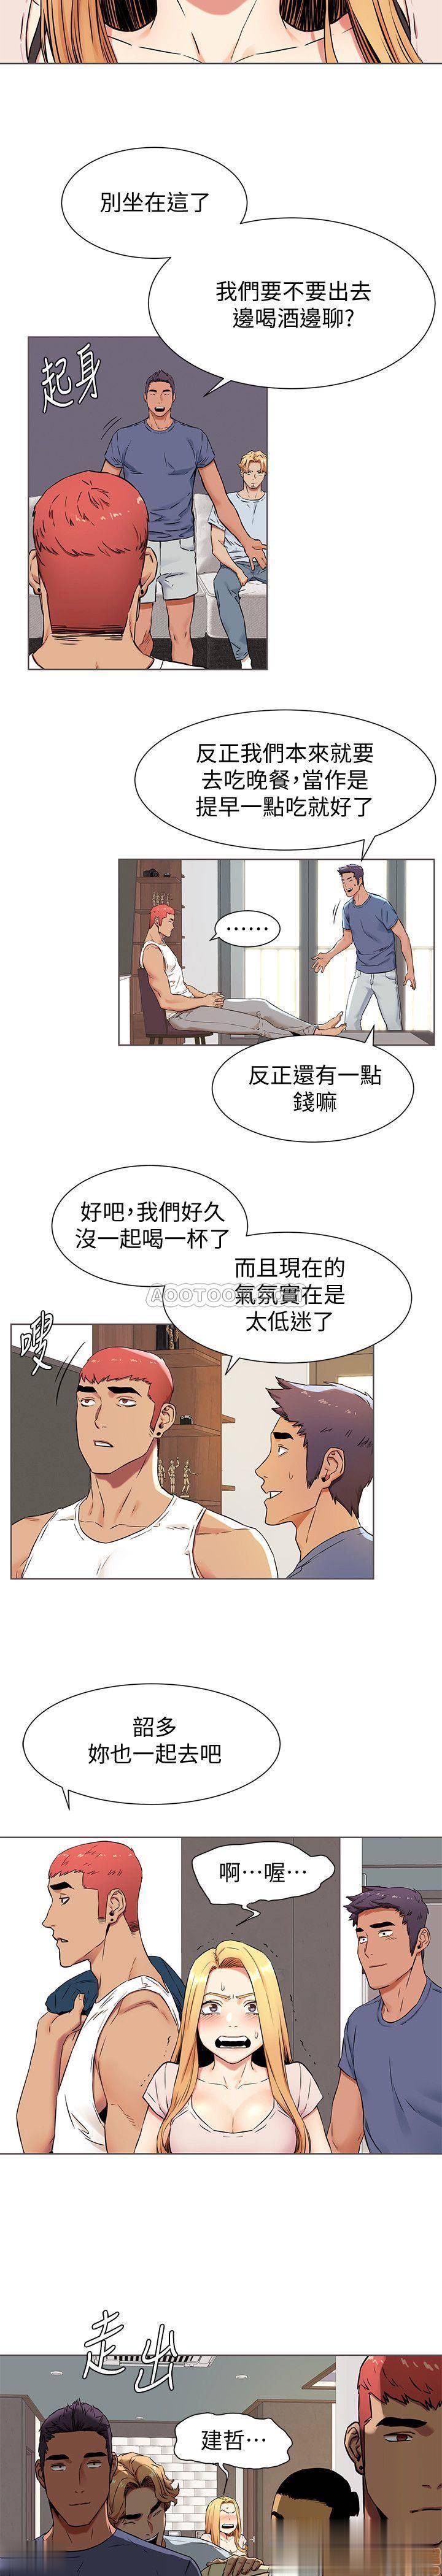 別坐在這了
我們要不要出去
邊喝酒邊聊?
起身
反正我們本來就要
去吃晚餐,當作是
提早一點吃就好了
……
反正還有一點
錢嘛
好吧,我們好久
沒一起喝一杯了
而且現在的
氣氛實在是
太低迷了
嗖
韶多
妳也一起去吧
啊…喔…
走出
建哲…